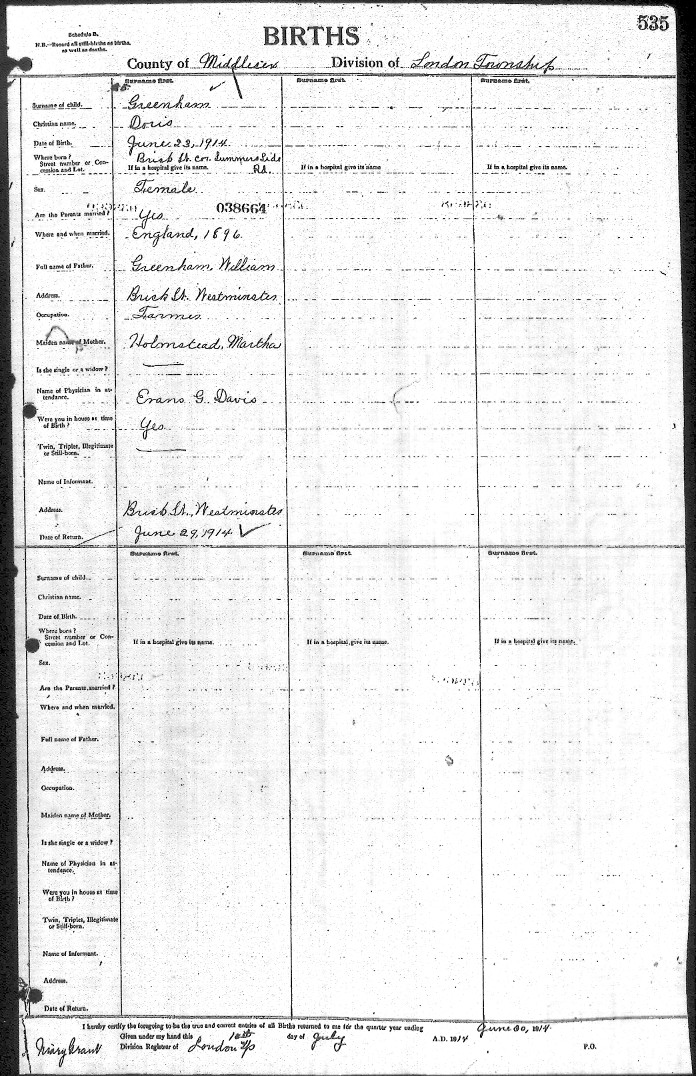 535
Schedule B.
N.B.—Record all still-births as births,
as well as deaths.
BIRTHS
County of Middlesex Division of London Township
Surname first. Surname first. Surname first.
Surname of child. Greenham
Christian name. Doris
Date of Birth. June 23, 1914
Where born? Brick St. cor. Summers Side Rd.
Street number or Con-
cession and Lot. If in a hospital give its name. If in a hospital give its name If in a hospital give its name.
Sex. Female
038664
Are the Parents married? Yes
Where and when married. England, 1896
Full name of Father. Greenham, William
Address. Brick St. Westminster
Occupation. Farmer
Maiden name of Mother. Holmstead, Martha
Is she single or a widow? —
Name of Physician in at-
tendance. Evans G. Davis
Were you in house at time
of Birth? Yes
Twin, Triplet, Illegitimate
or Still-born. —
Name of Informant.
Address. Brick St., Westminster
Date of Return. June 29, 1914
Surname first. Surname first. Surname first.
Surname of child.
Christian name.
Date of Birth.
Where born?
Street number or Con-
cession and Lot. If in a hospital give its name. If in a hospital, give its name. If in a hospital give its name.
Sex.
Are the Parents married?
Where and when married.
Full name of Father.
Address.
Occupation.
Maiden name of Mother.
Is she single or a widow?
Name of Physician in at-
tendance.
Were you in house at time
of Birth?
Twin, Triplet, Illegitimate
or Still-born.
Name of Informant.
Address.
Date of Return.
I hereby certify the foregoing to be the true and correct entries of all Births returned to me for the quarter year ending June 30, 1914
Given under my hand this 10th day of July A.D. 1914
Mary Grant Division Registrar of London Tp P.O.